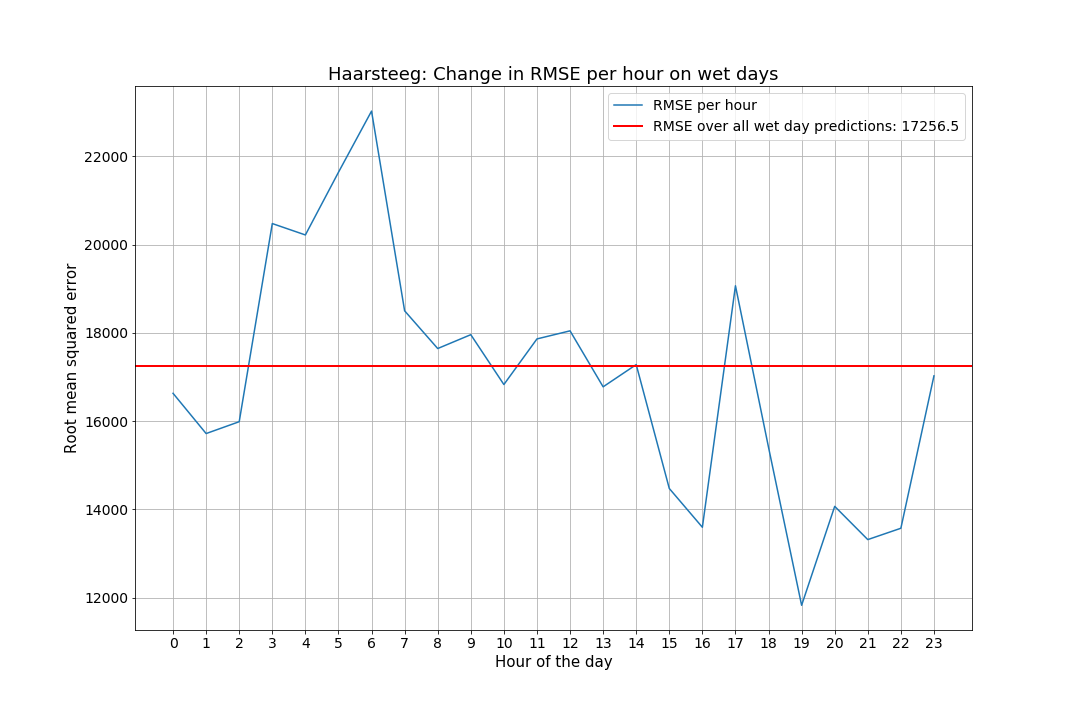 Haarsteeg: Change in RMSE per hour on wet days
RMSE per hour
RMSE over all wet day predictions: 17256.5
Root mean squared error
22000
20000
18000
16000
14000
12000
0 1 2 3 4 5 6 7 8 9 10 11 12 13 14 15 16 17 18 19 20 21 22 23
Hour of the day